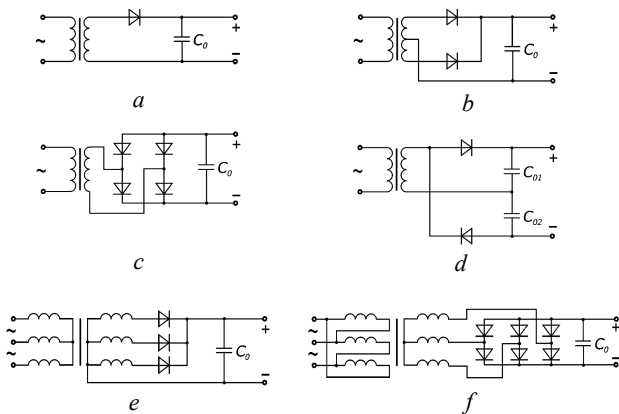 ~
+
C0
−
a
~
+
C0
−
b
~
+
C0
−
c
~
+
C01
C02
−
d
~
~
+
C0
−
e
~
~
+
C0
−
f